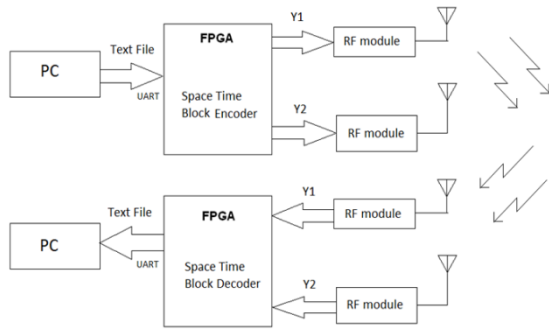 Text File
PC
UART
FPGA
Space Time
Block Encoder
Y1
RF module
Y2
RF module
Text File
PC
UART
FPGA
Space Time
Block Decoder
Y1
RF module
Y2
RF module